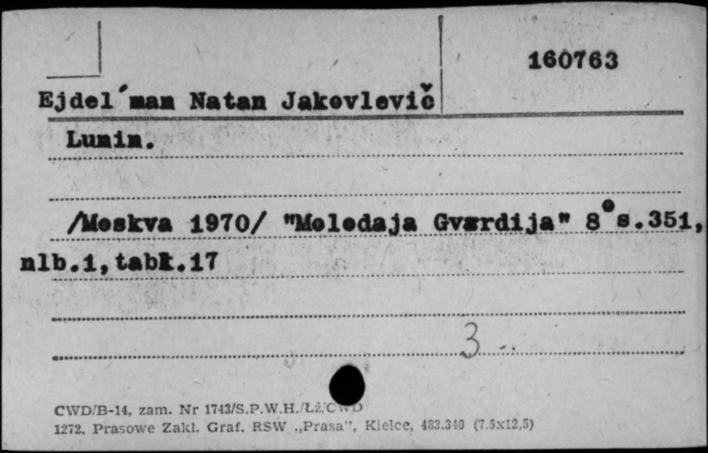 160763
Ejdel´man Natan Jakovlevič
Lunin.
/Moskva 1970/ "Molodaja Gvardija" 8° s.351,
nlb.1, tabl.17
3
CWD/B-14, zam. Nr 1743/S.P.W.H./Łż/CWD
1272. Prasowe Zakl. Graf. RSW „Prasa", Kielce, 483.340 (7.5x12,5)